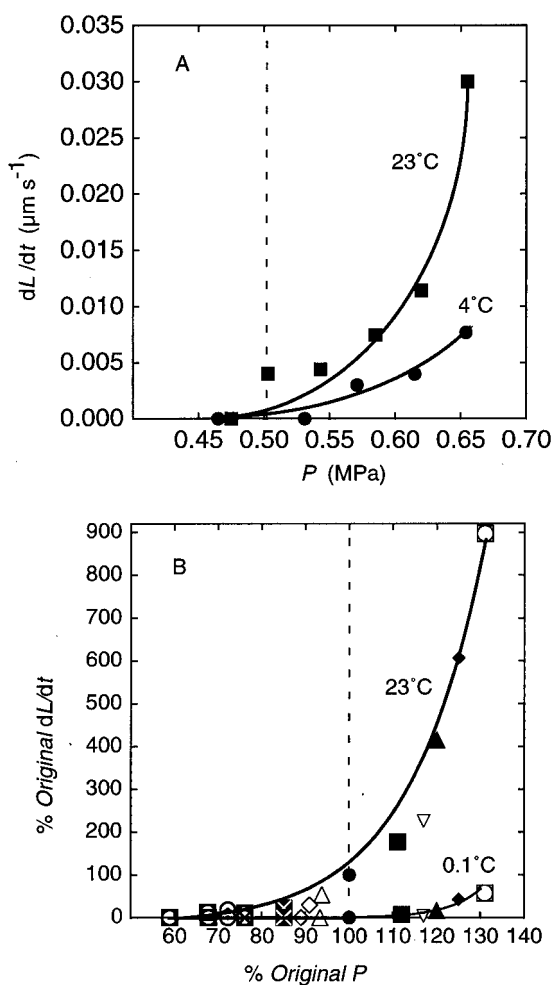 A
0.035
0.030
0.025
0.020
0.015
0.010
0.005
0.000
dL/dt (μm s⁻¹)
23°C
4°C
0.45 0.50 0.55 0.60 0.65 0.70
P (MPa)
B
900
800
700
600
500
400
300
200
100
0
% Original dL/dt
23°C
0.1°C
50 60 70 80 90 100 110 120 130 140
% Original P